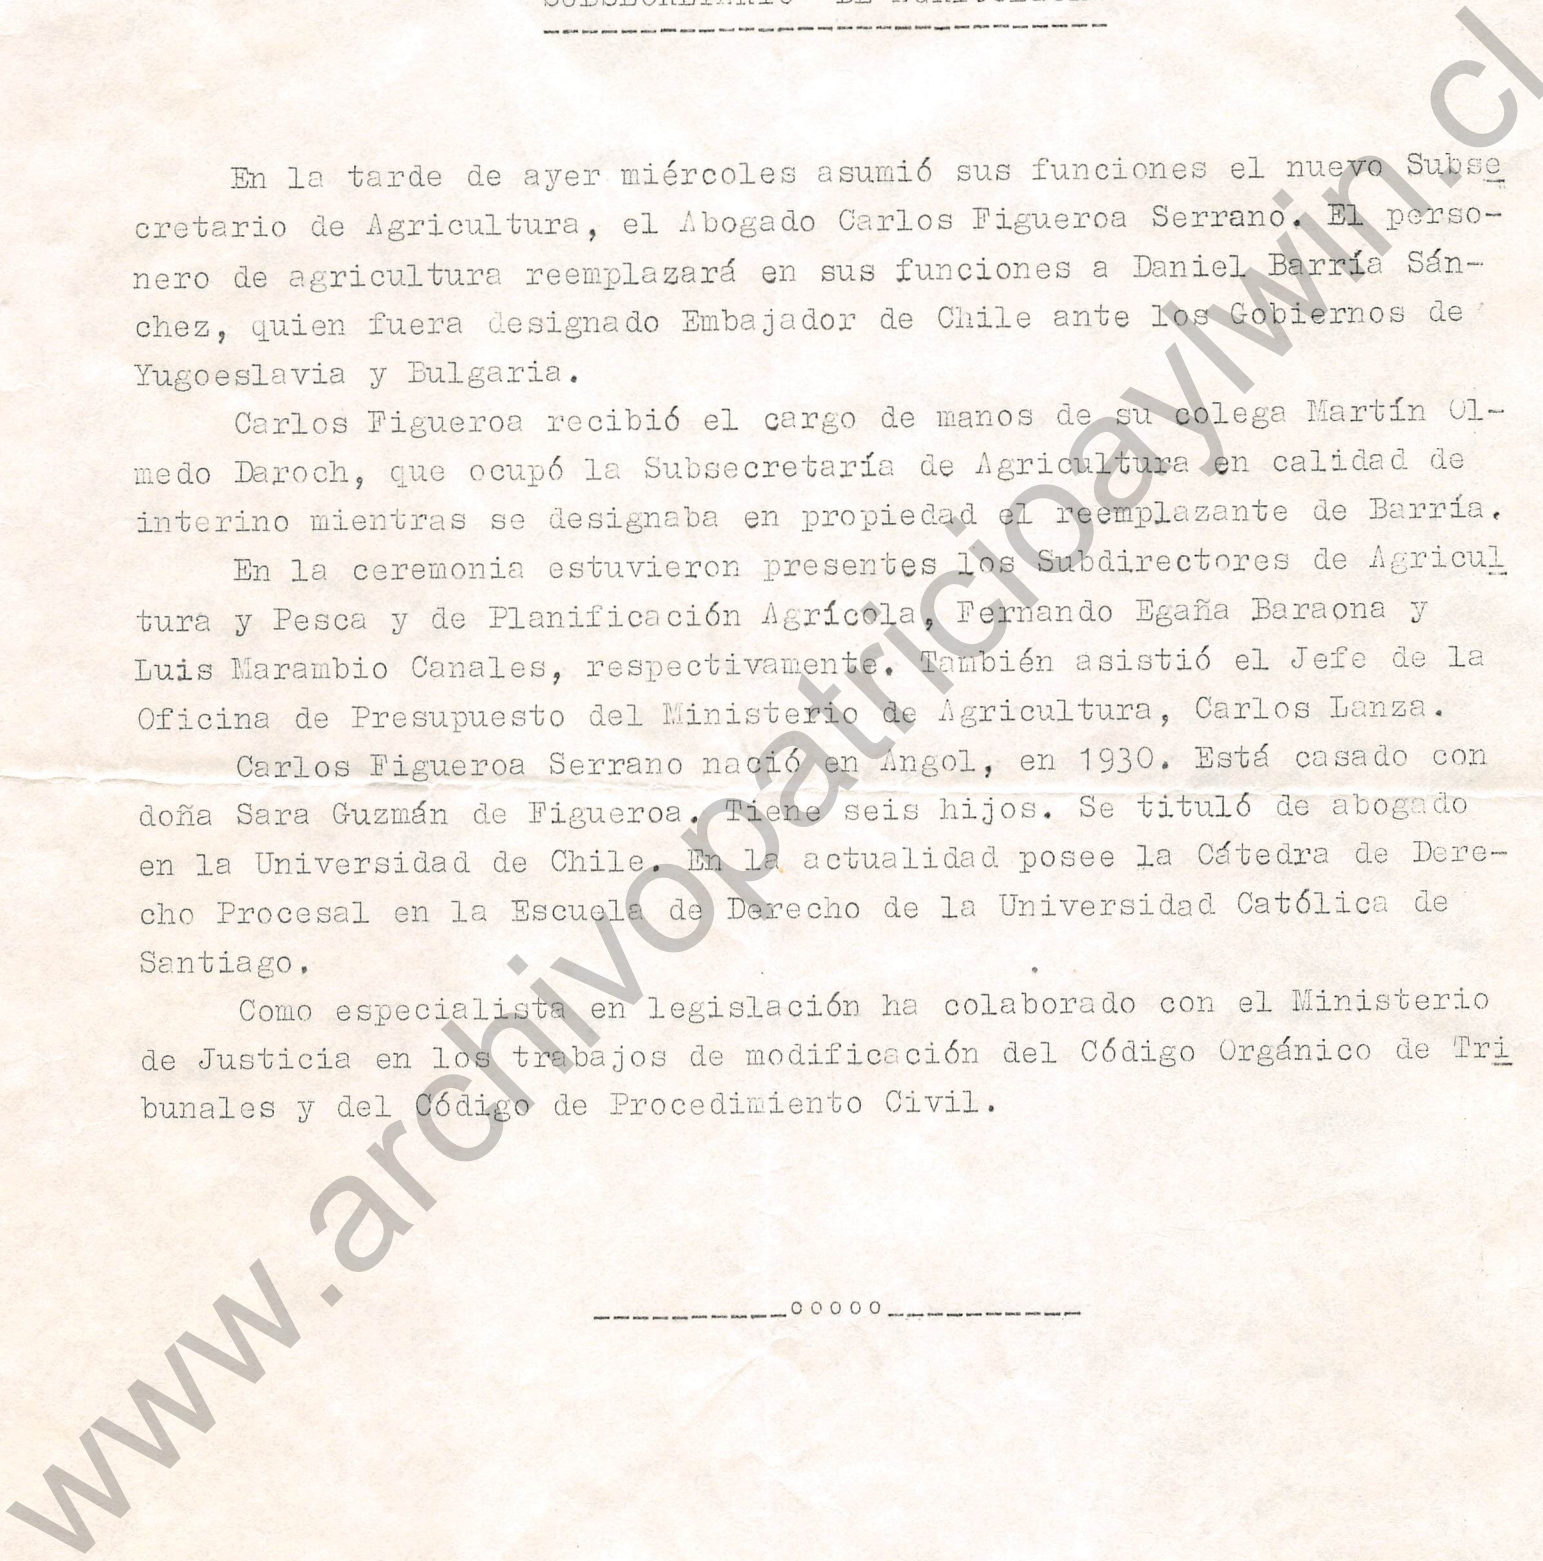 SUBSECRETARIO DE AGRICULTURA
En la tarde de ayer miércoles asumió sus funciones el nuevo Subse
cretario de Agricultura, el Abogado Carlos Figueroa Serrano. El perso-
nero de agricultura reemplazará en sus funciones a Daniel Barría Sán-
chez, quien fuera designado Embajador de Chile ante los Gobiernos de
Yugoeslavia y Bulgaria.
Carlos Figueroa recibió el cargo de manos de su colega Martín Ol-
medo Daroch, que ocupó la Subsecretaría de Agricultura en calidad de
interino mientras se designaba en propiedad el reemplazante de Barría.
En la ceremonia estuvieron presentes los Subdirectores de Agricul
tura y Pesca y de Planificación Agrícola, Fernando Egaña Baraona y
Luis Marambio Canales, respectivamente. También asistió el Jefe de la
Oficina de Presupuesto del Ministerio de Agricultura, Carlos Lanza.
Carlos Figueroa Serrano nació en Angol, en 1930. Está casado con
doña Sara Guzmán de Figueroa. Tiene seis hijos. Se tituló de abogado
en la Universidad de Chile. En la actualidad posee la Cátedra de Dere-
cho Procesal en la Escuela de Derecho de la Universidad Católica de
Santiago.
Como especialista en legislación ha colaborado con el Ministerio
de Justicia en los trabajos de modificación del Código Orgánico de Tri
bunales y del Código de Procedimiento Civil.
__________ooooo__________
www.archivopatricioaylwin.cl